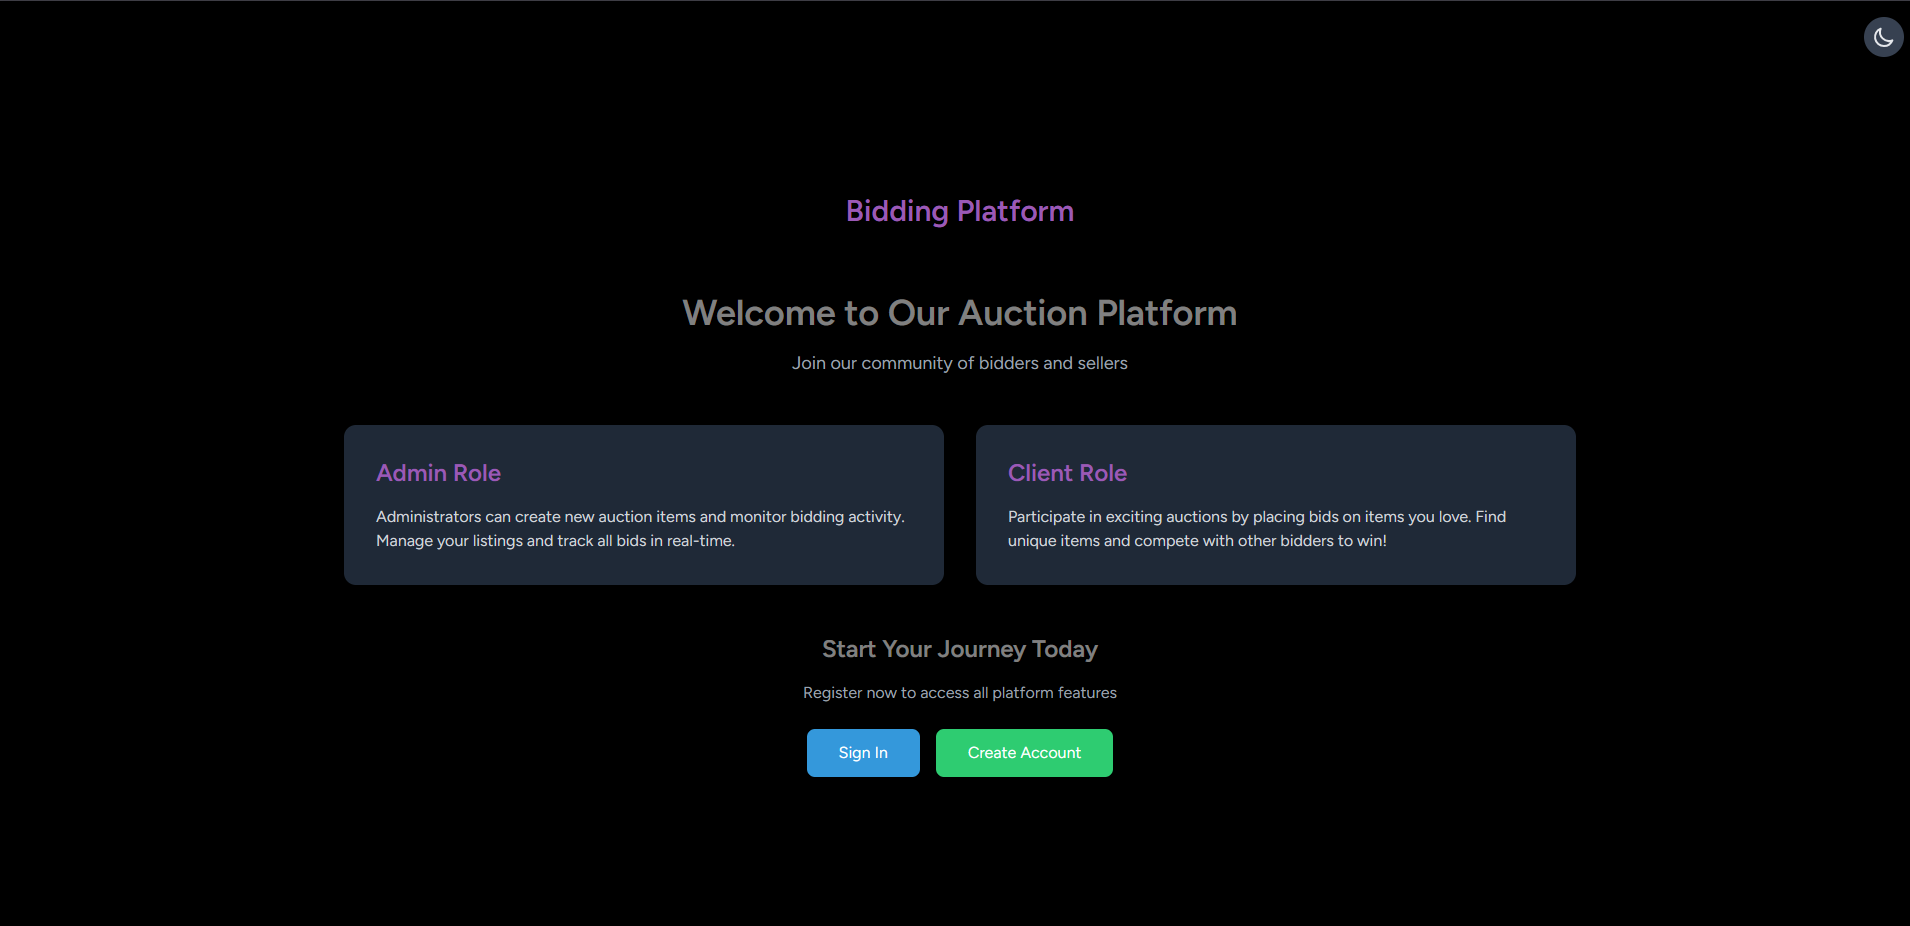 Bidding Platform
Welcome to Our Auction Platform
Join our community of bidders and sellers
Admin Role
Administrators can create new auction items and monitor bidding activity.
Manage your listings and track all bids in real-time.
Client Role
Participate in exciting auctions by placing bids on items you love. Find
unique items and compete with other bidders to win!
Start Your Journey Today
Register now to access all platform features
Sign In
Create Account